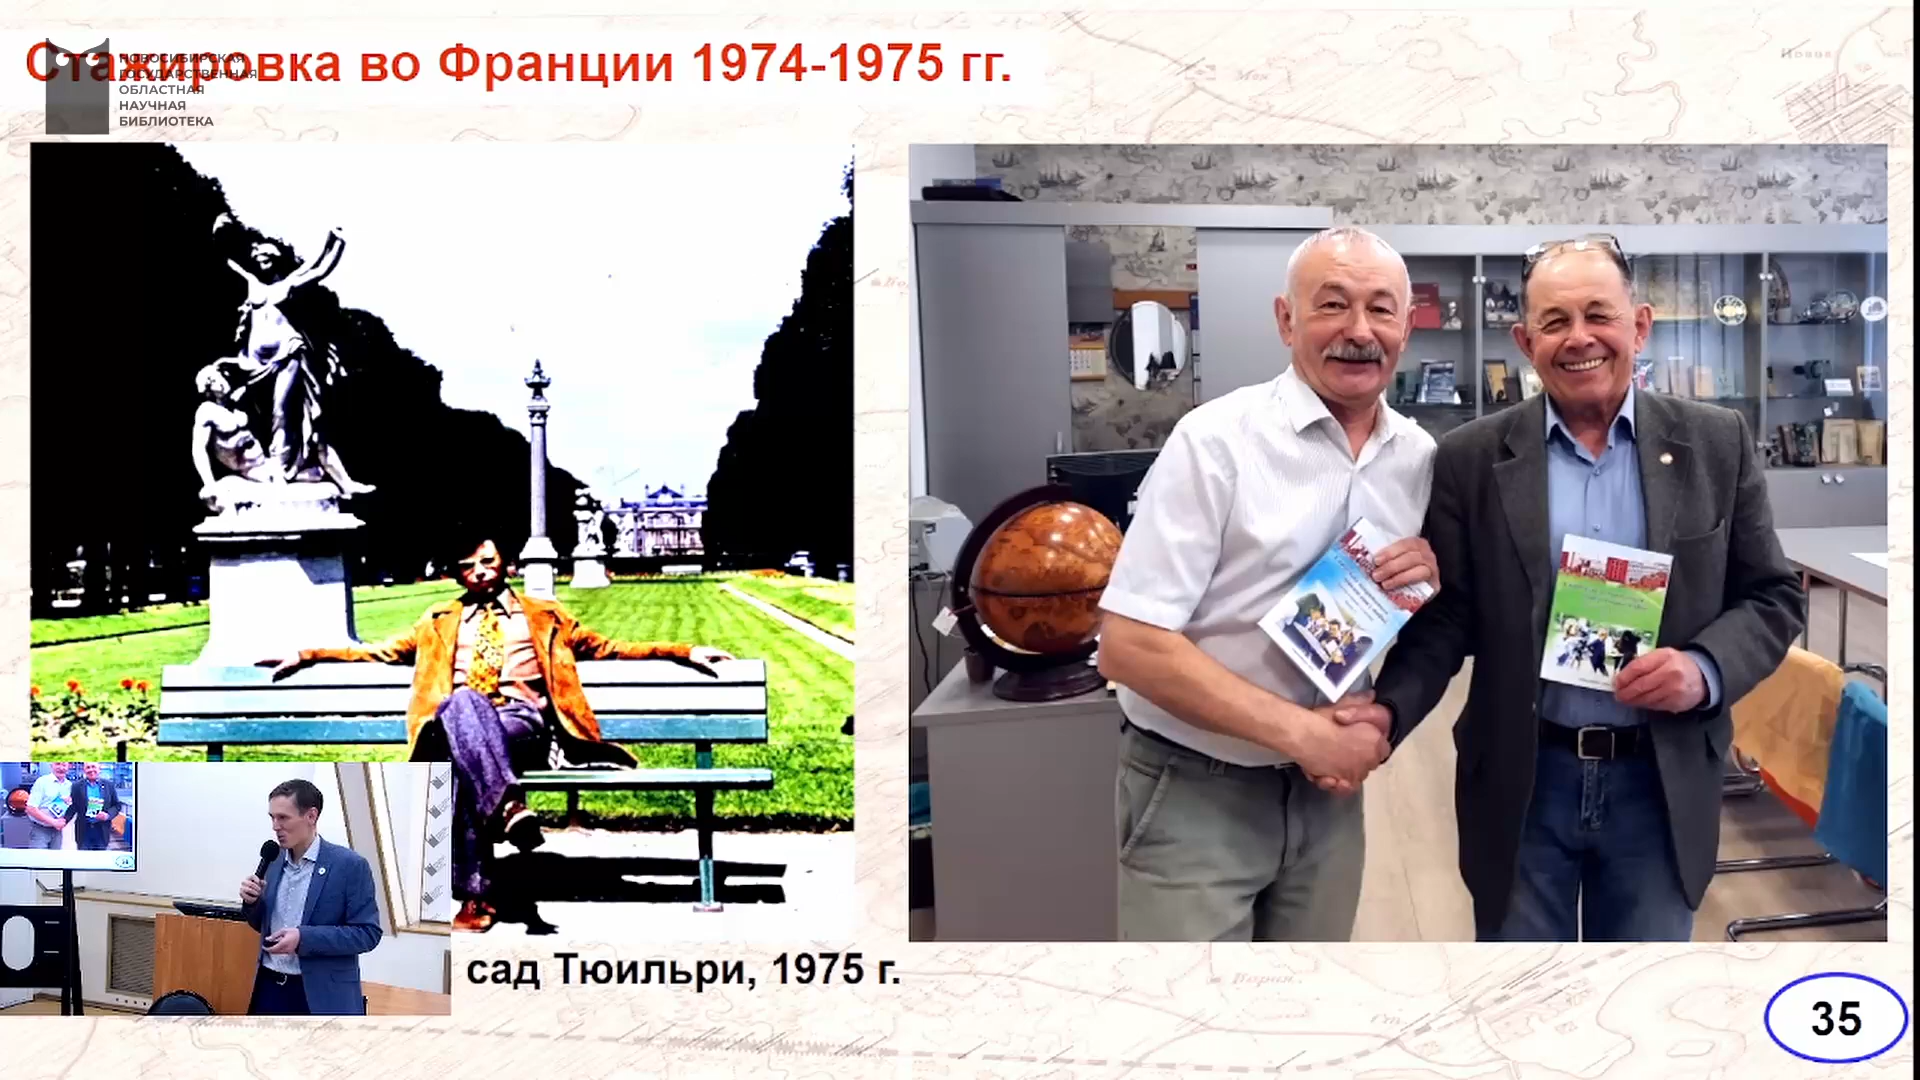 Стажировка во Франции 1974-1975 гг.
НОВОСИБИРСКАЯ
ГОСУДАРСТВЕННАЯ
ОБЛАСТНАЯ
НАУЧНАЯ
БИБЛИОТЕКА
сад Тюильри, 1975 г.
35